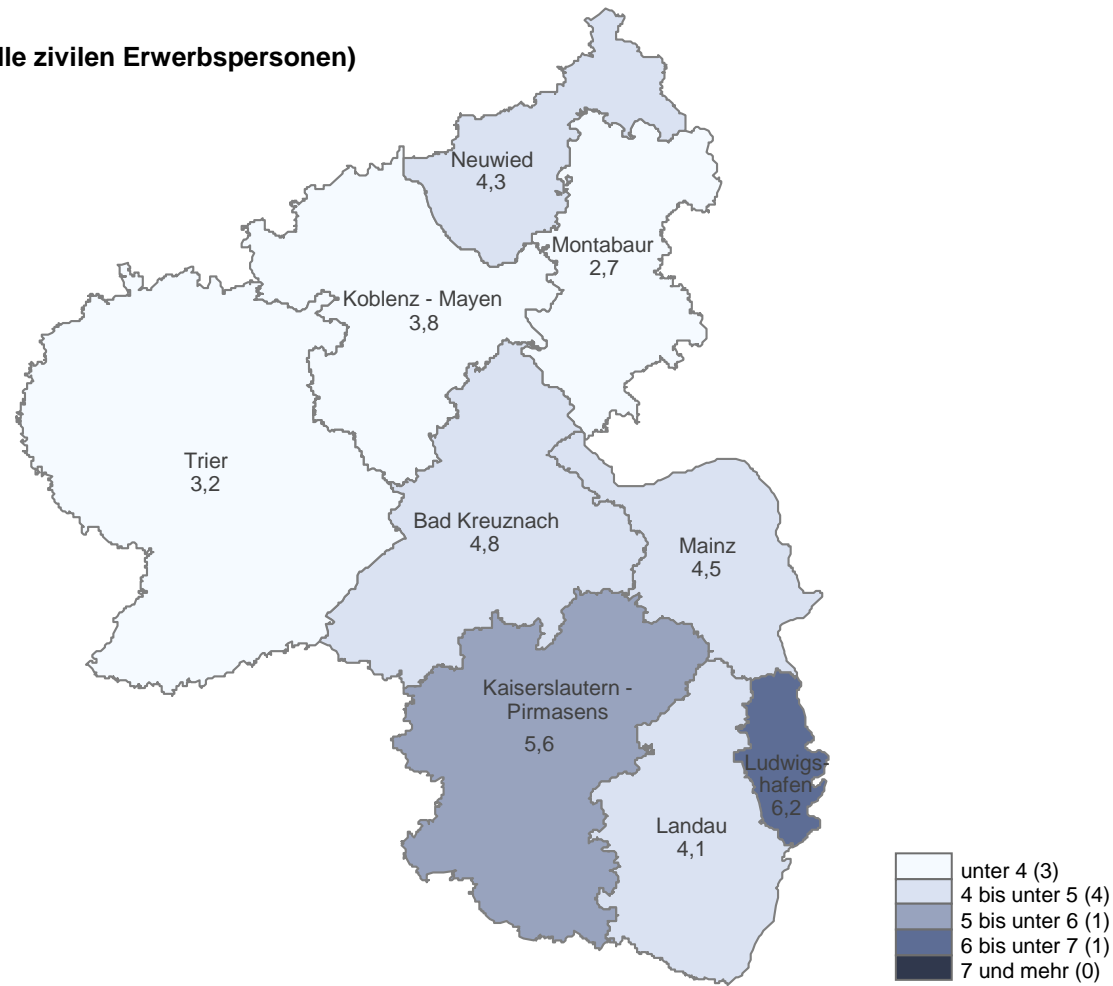 lle zivilen Erwerbspersonen)
Neuwied
4,3
Montabaur
2,7
Koblenz - Mayen
3,8
Trier
3,2
Bad Kreuznach
4,8
Mainz
4,5
Kaiserslautern -
Pirmasens
5,6
Ludwigs-
hafen
6,2
Landau
4,1
unter 4 (3)
4 bis unter 5 (4)
5 bis unter 6 (1)
6 bis unter 7 (1)
7 und mehr (0)